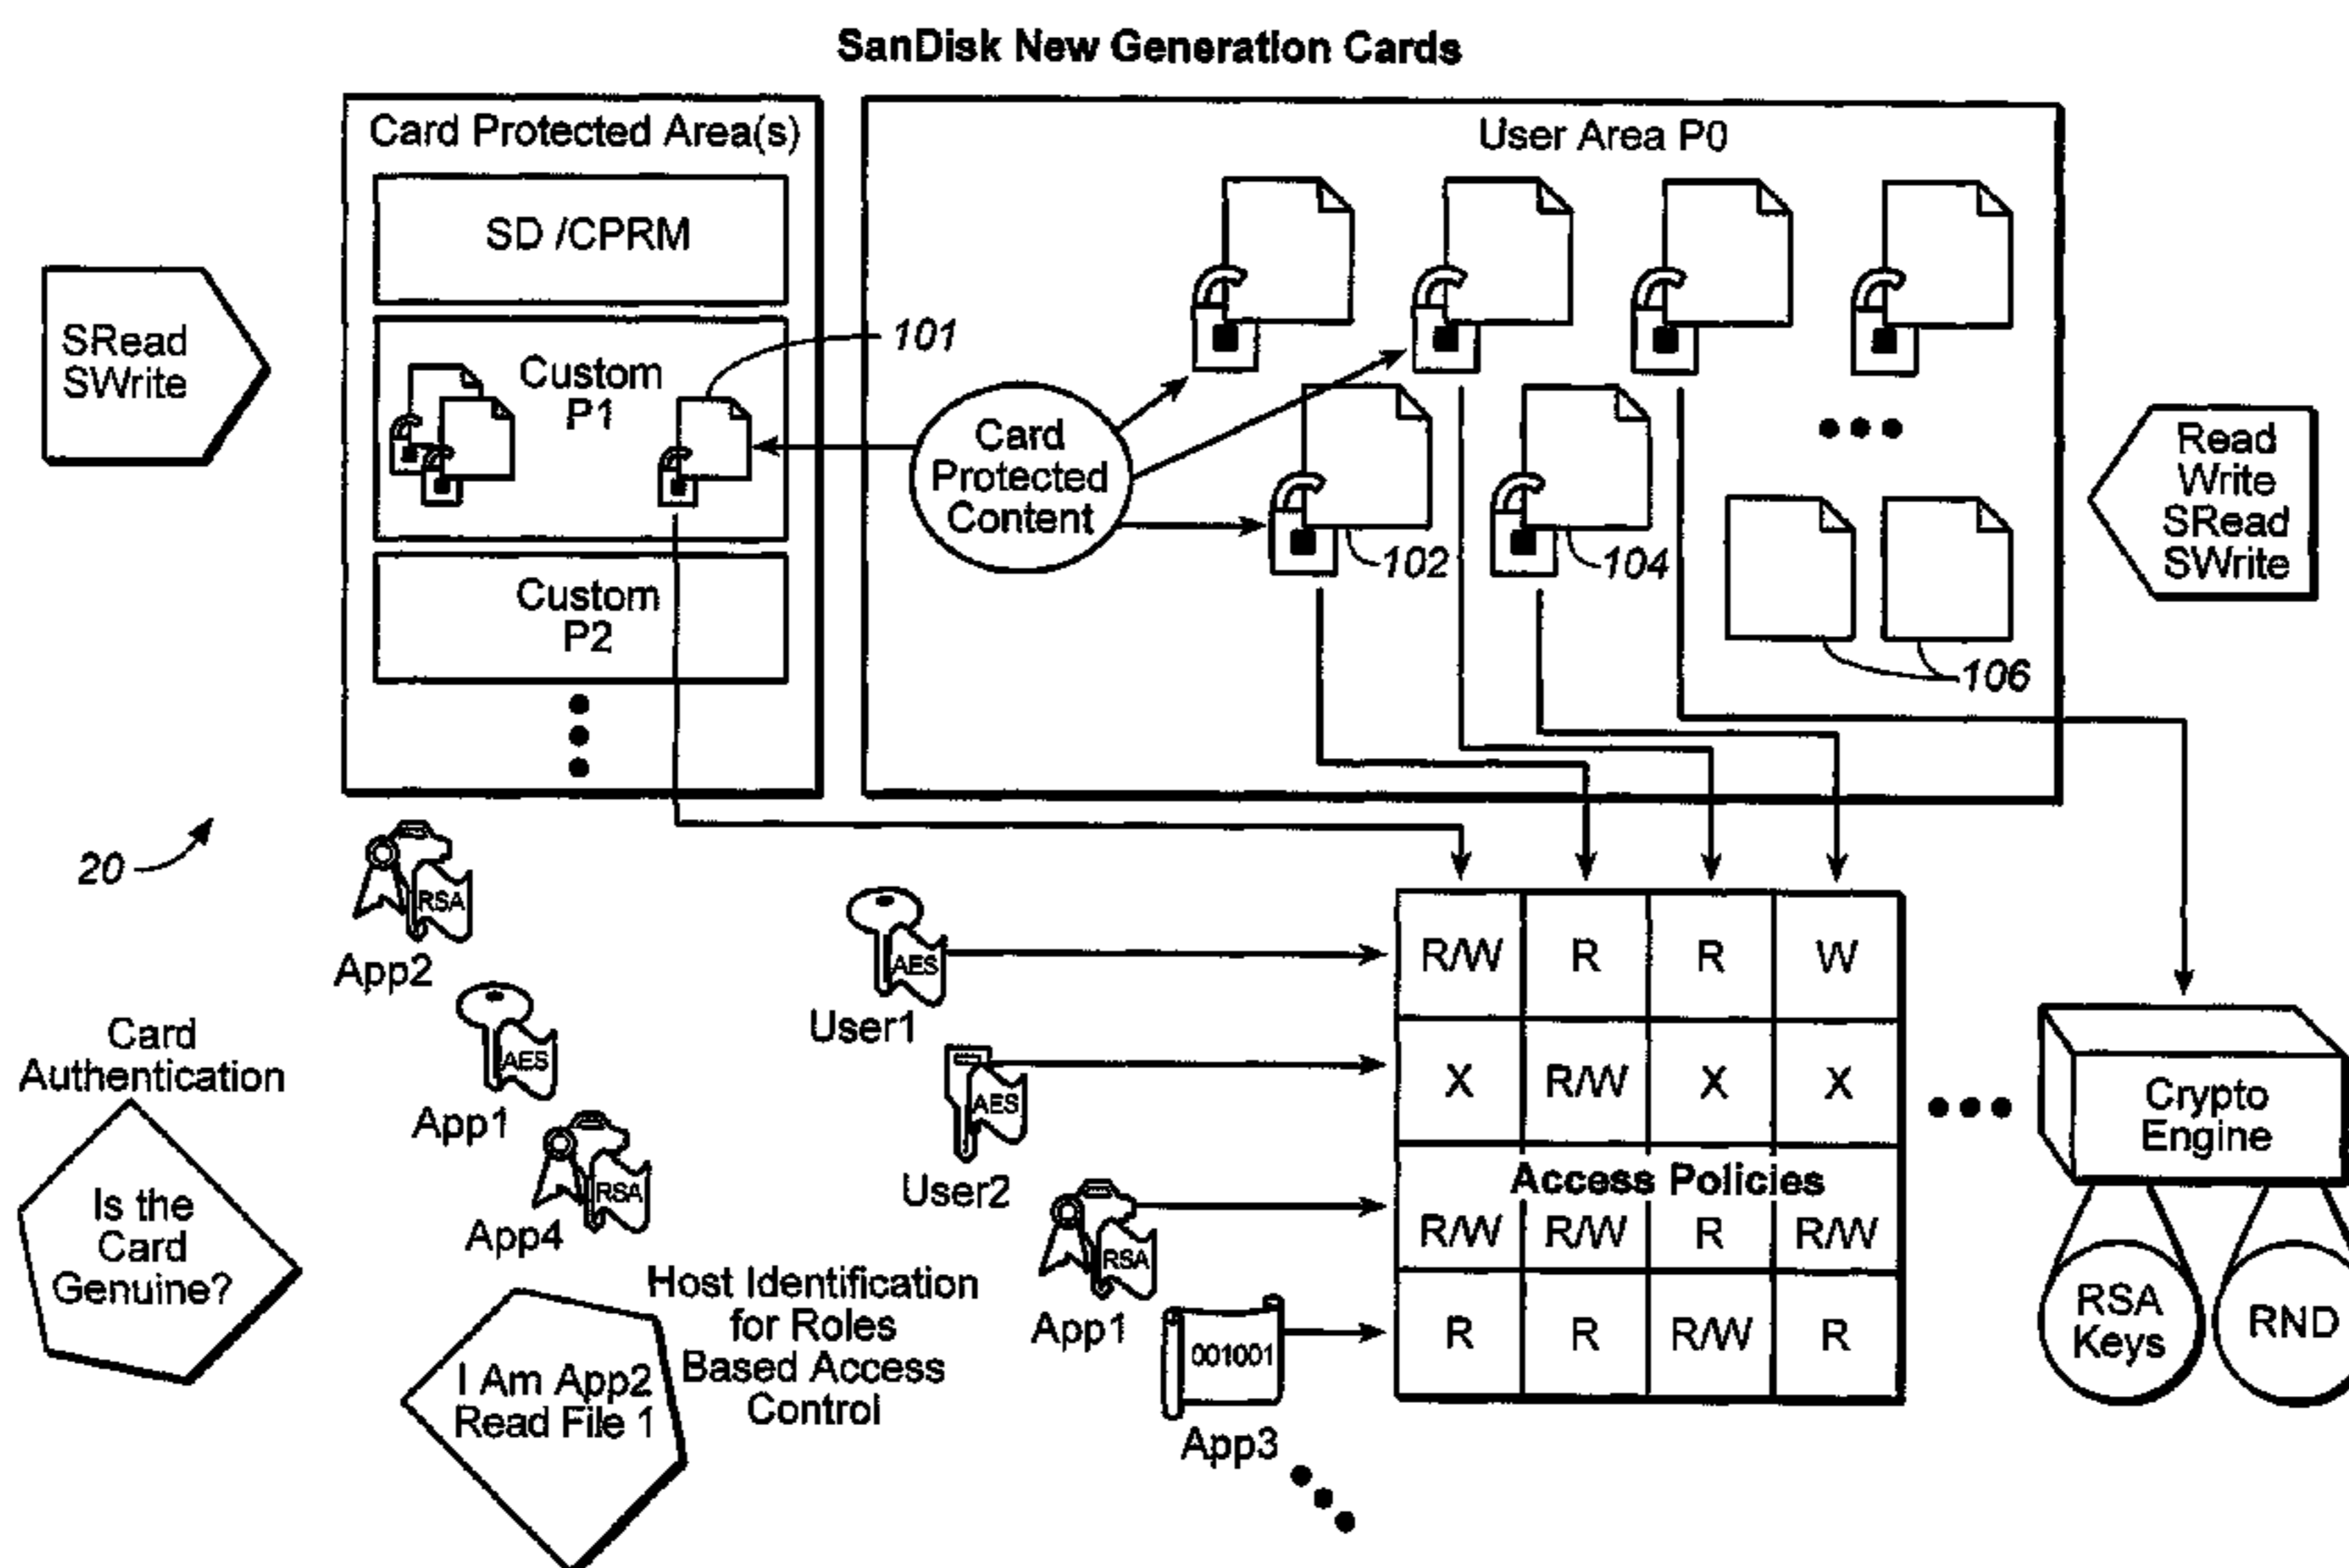 SanDisk New Generation Cards
Card Protected Area(s)
SD /CPRM
SRead
SWrite
Custom
P1
101
Custom
P2
User Area P0
Card
Protected
Content
102
104
106
Read
Write
SRead
SWrite
20
RSA
App2
AES
App1
RSA
App4
AES
User1
AES
User2
RSA
App1
001001
App3
R/W R R W
X R/W X X
Access Policies
R/W R/W R R/W
R R R/W R
Crypto
Engine
RSA
Keys
RND
Card
Authentication
Is the
Card
Genuine?
Host Identification
for Roles
Based Access
Control
I Am App2
Read File 1